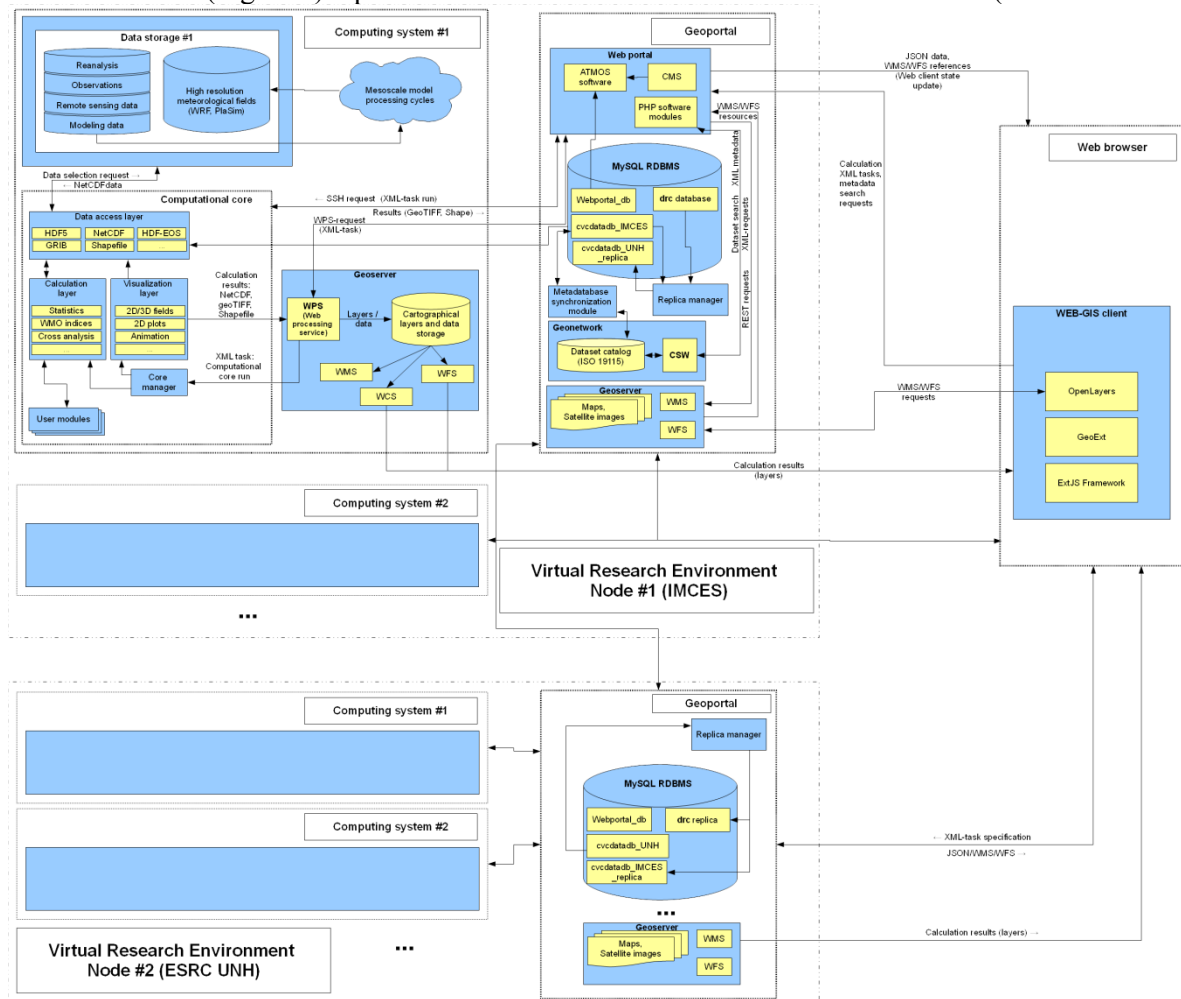 Data storage #1
Reanalysis
Observations
Remote sensing data
Modeling data
High resolution
meteorological fields
(WRF, PlaSim)
Computing system #1
Mesoscale model
processing cycles
Data selection request →
← NetCDFdata
Computational core
Data access layer
HDF5
NetCDF
HDF-EOS
GRIB
Shapefile
...
Calculation
layer
Statistics
WMO indices
Cross analysis
...
Visualization
layer
2D/3D fields
2D plots
Animation
...
Core
manager
User modules
Calculation
results:
NetCDF,
geoTIFF,
Shapefile
XML task:
Computational
core run
← SSH request (XML-task run)
Results (GeoTIFF, Shape) →
WPS-request
(XML-task)
Geoserver
WPS
(Web
processing
service)
Layers /
data
Cartographical
layers and data
storage
WMS
WCS
WFS
Geoportal
Web portal
ATMOS
software
CMS
PHP software
modules
MySQL RDBMS
Webportal_db
drc database
cvcdatadb_IMCES
cvcdatadb_UNH
_replica
Metadatabase
synchronization
module
Replica manager
Geonetwork
Dataset catalog
(ISO 19115)
CSW
Geoserver
Maps,
Satellite images
WMS
WFS
WMS/WFS
resources
XML metadata
Dataset search
XML-requests
REST requests
JSON data,
WMS/WFS references
(Web client state
update)
Calculation
XML tasks,
metadata
search
requests
WMS/WFS
requests
Calculation results
(layers)
Web browser
WEB-GIS client
OpenLayers
GeoExt
ExtJS Framework
Computing system #2
...
Virtual Research Environment
Node #1 (IMCES)
Computing system #1
Computing system #2
...
Virtual Research Environment
Node #2 (ESRC UNH)
Geoportal
Replica manager
MySQL RDBMS
Webportal_db
drc replica
cvcdatadb_UNH
cvcdatadb_IMCES
_replica
...
Geoserver
Maps,
Satellite images
WMS
WFS
← XML-task specification
JSON/WMS/WFS →
Calculation results (layers) →